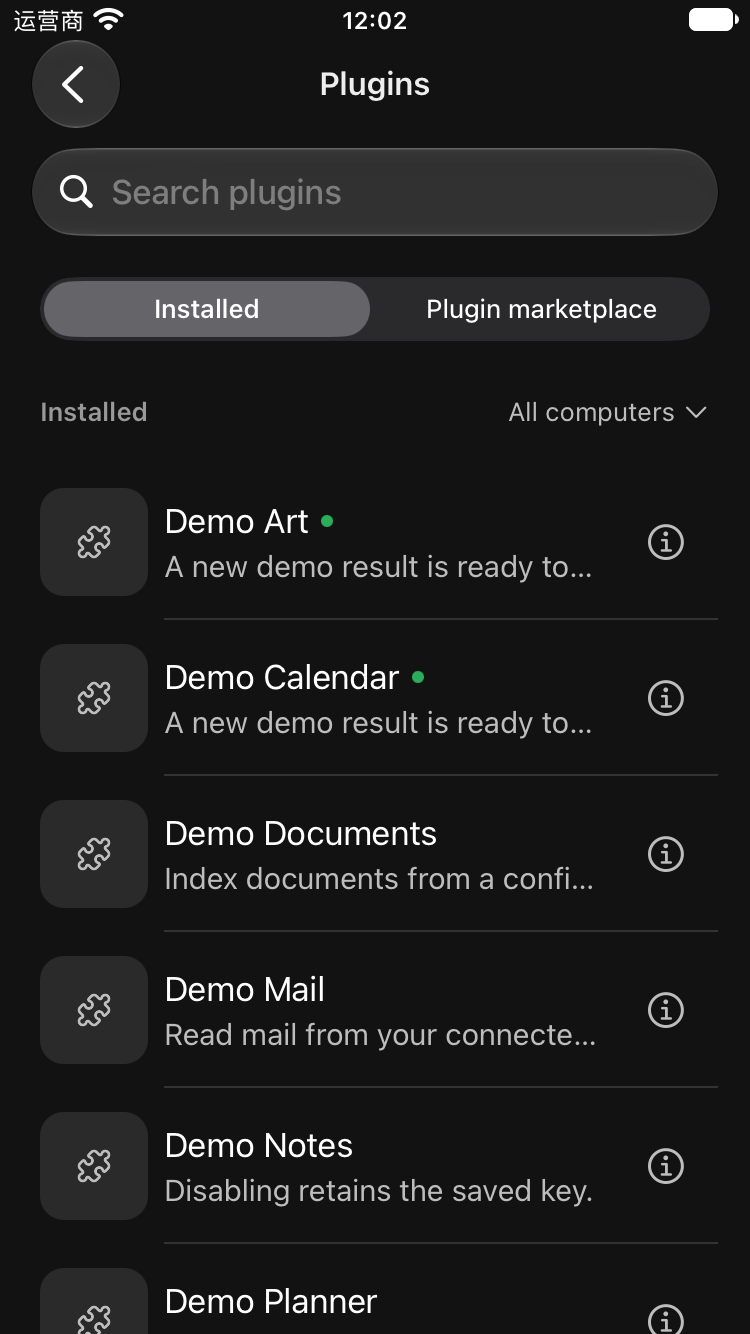 运营商
12:02
Plugins
Search plugins
Installed
Plugin marketplace
Installed
All computers
Demo Art
A new demo result is ready to...
Demo Calendar
A new demo result is ready to...
Demo Documents
Index documents from a confi...
Demo Mail
Read mail from your connecte...
Demo Notes
Disabling retains the saved key.
Demo Planner